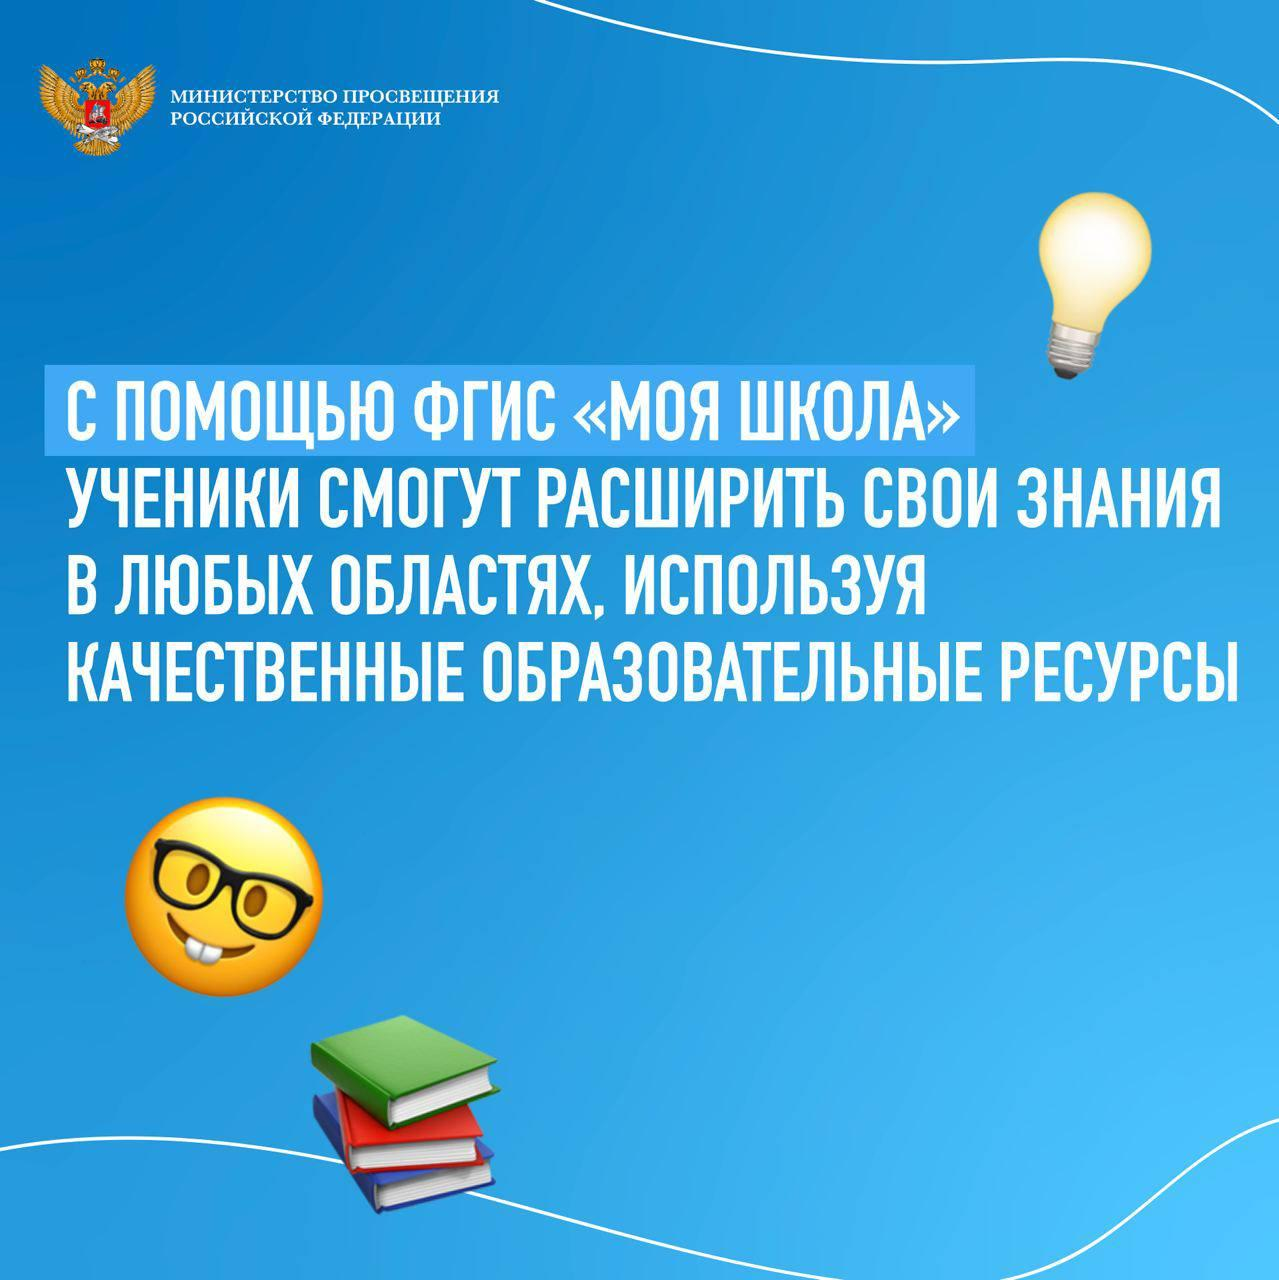 МИНИСТЕРСТВО ПРОСВЕЩЕНИЯ
РОССИЙСКОЙ ФЕДЕРАЦИИ
С ПОМОЩЬЮ ФГИС «МОЯ ШКОЛА»
УЧЕНИКИ СМОГУТ РАСШИРИТЬ СВОИ ЗНАНИЯ
В ЛЮБЫХ ОБЛАСТЯХ, ИСПОЛЬЗУЯ
КАЧЕСТВЕННЫЕ ОБРАЗОВАТЕЛЬНЫЕ РЕСУРСЫ